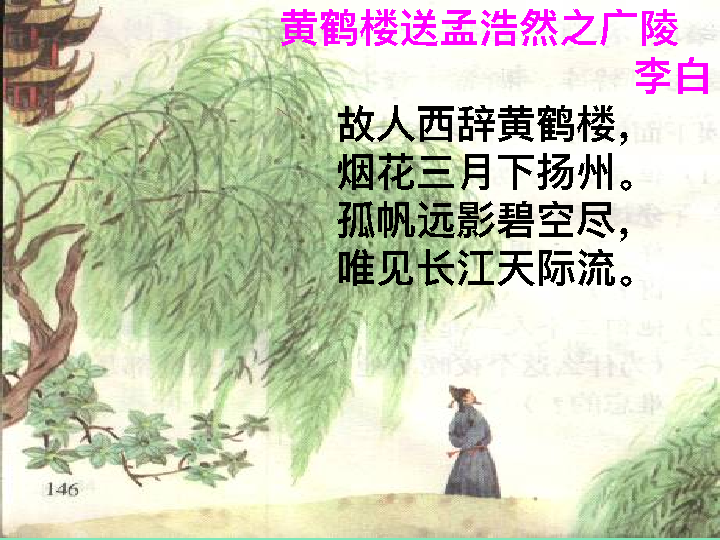 黄鹤楼送孟浩然之广陵
李白
故人西辞黄鹤楼，
烟花三月下扬州。
孤帆远影碧空尽，
唯见长江天际流。
146